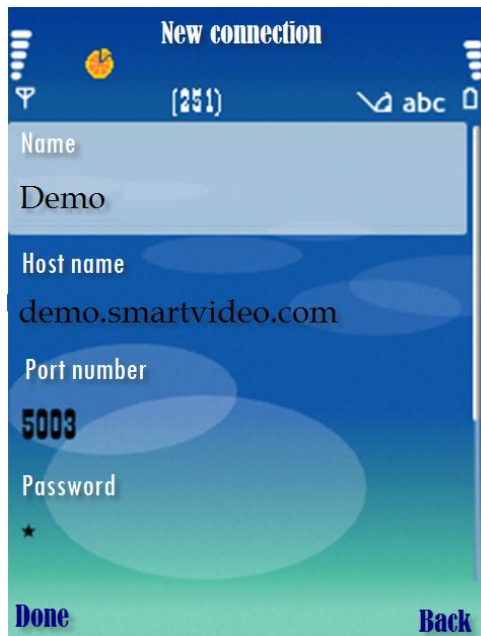 New connection
(251) abc
Name
Demo
Host name
demo.smartvideo.com
Port number
5003
Password
*
Done Back